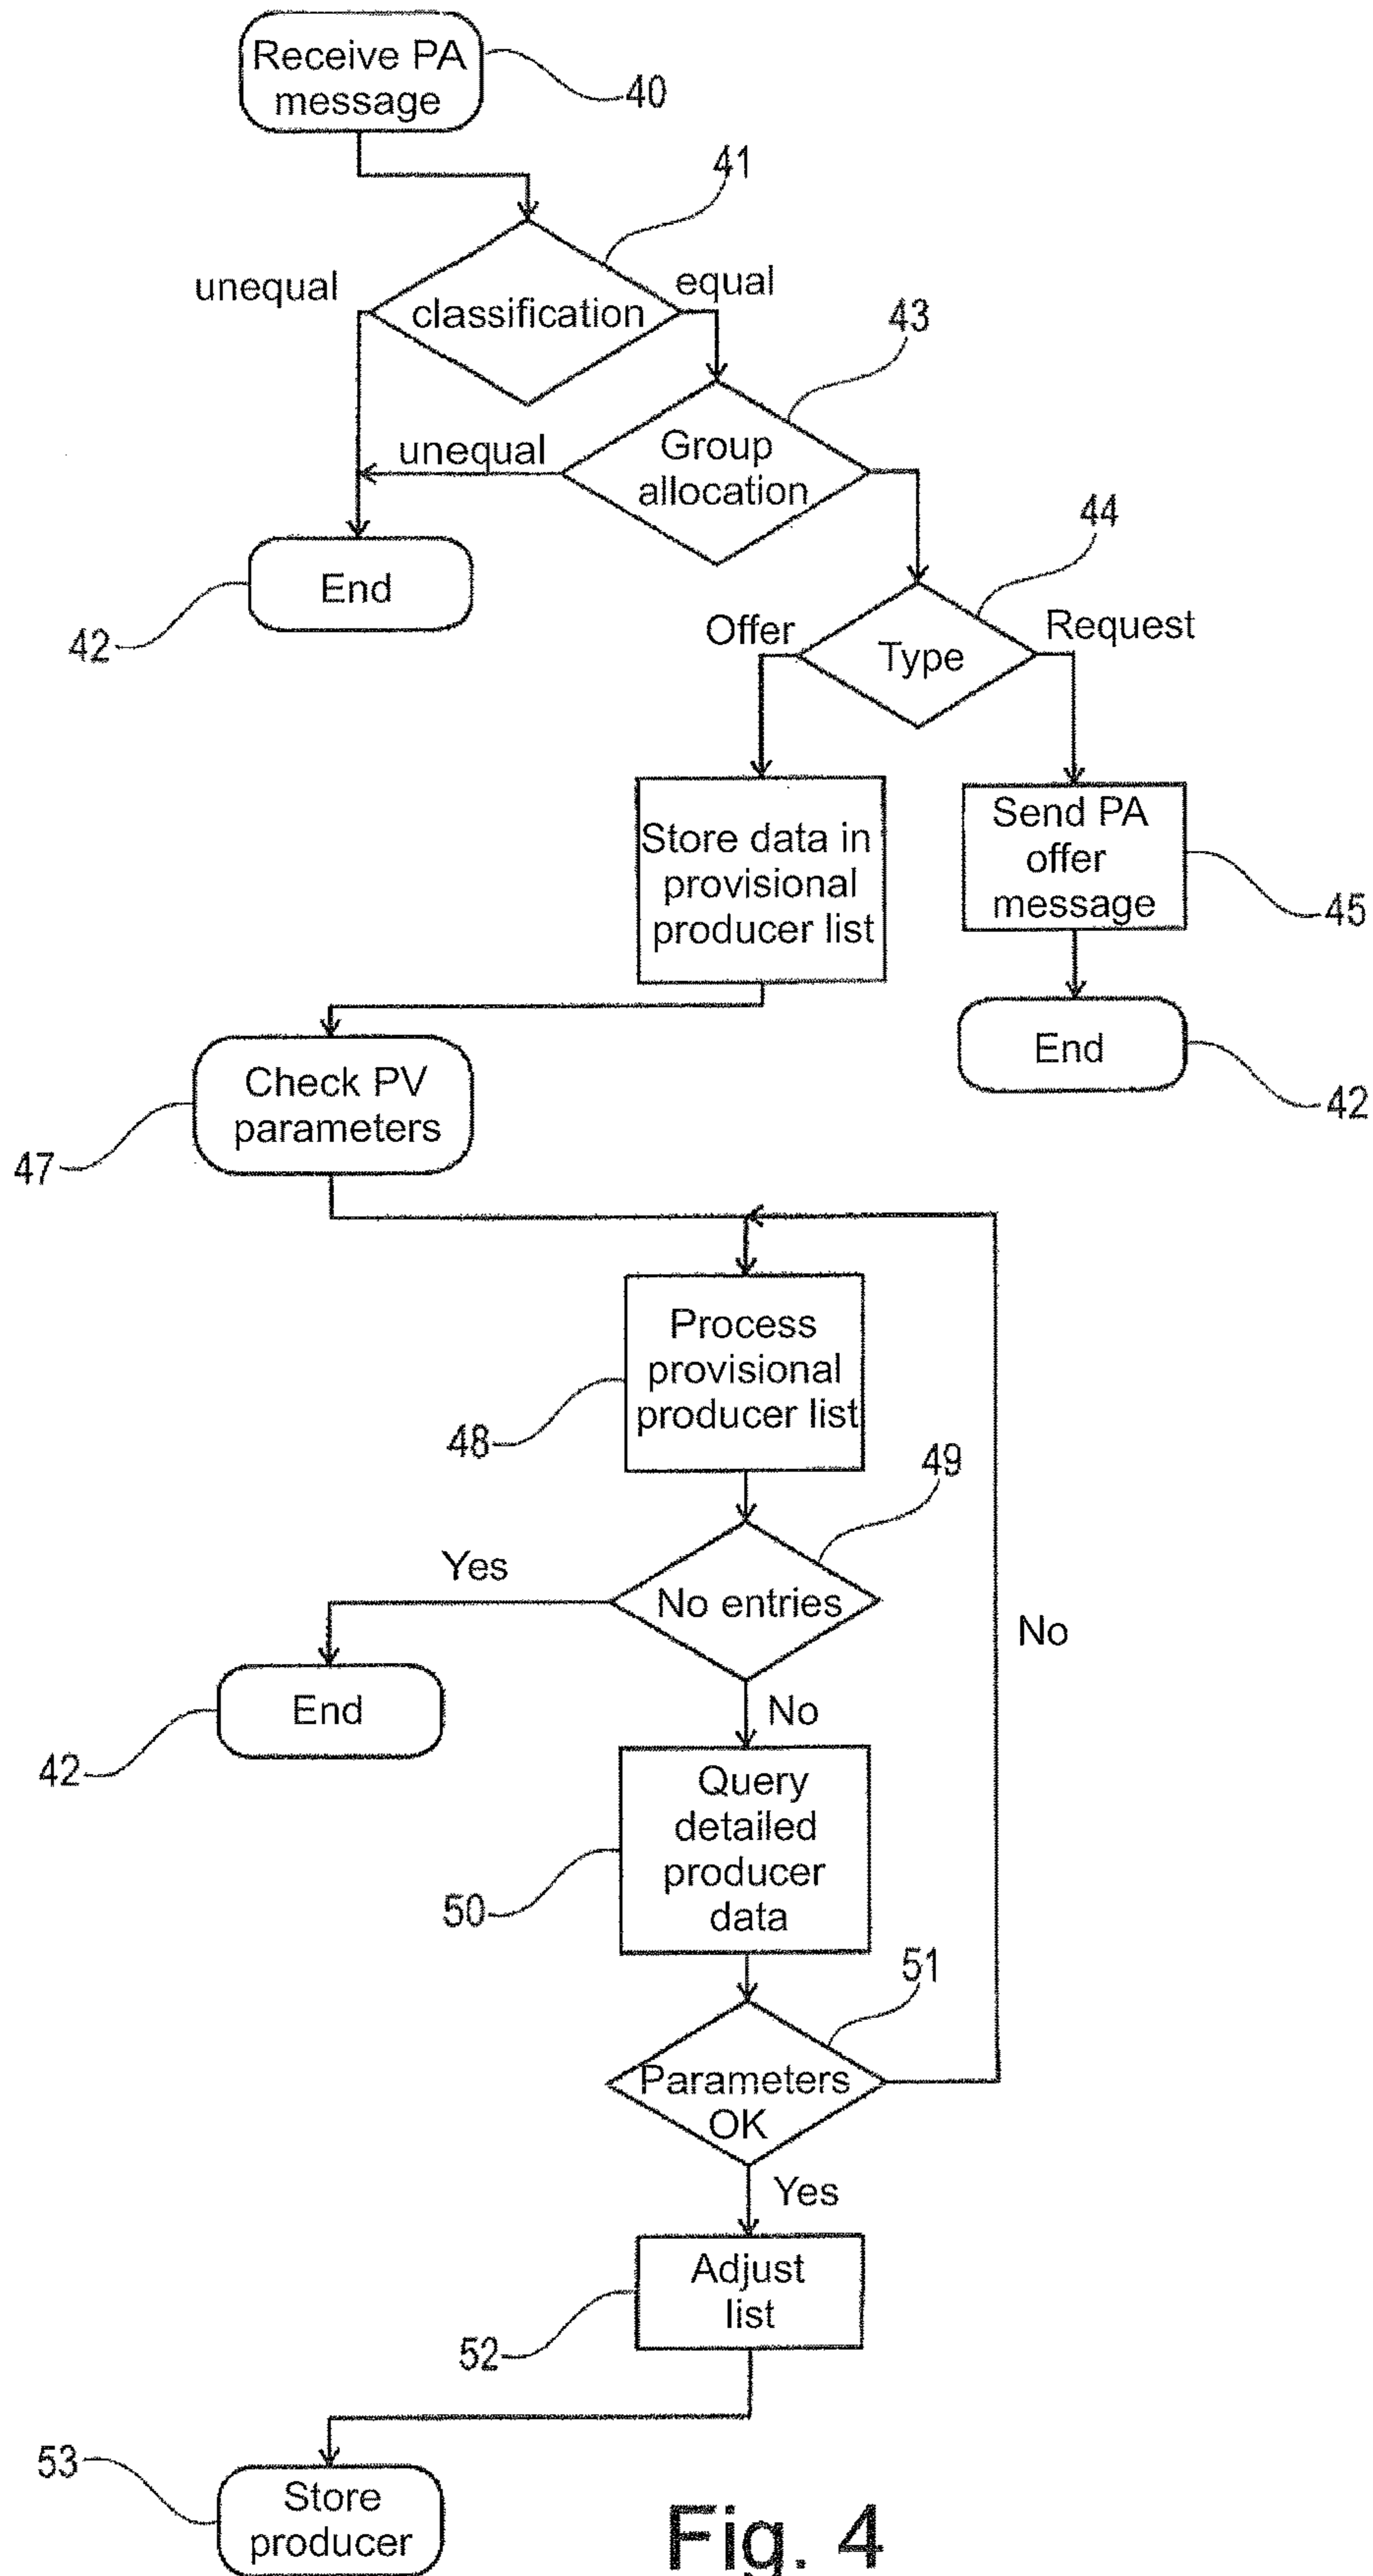 Receive PA
message
40
41
unequal
classification
equal
43
unequal
Group
allocation
44
End
42
Offer
Type
Request
Store data in
provisional
producer list
Send PA
offer
message
45
End
42
Check PV
parameters
47
Process
provisional
producer list
48
49
Yes
No entries
No
End
42
No
Query
detailed
producer
data
50
51
Parameters
OK
Yes
Adjust
list
52
53
Store
producer
Fig. 4